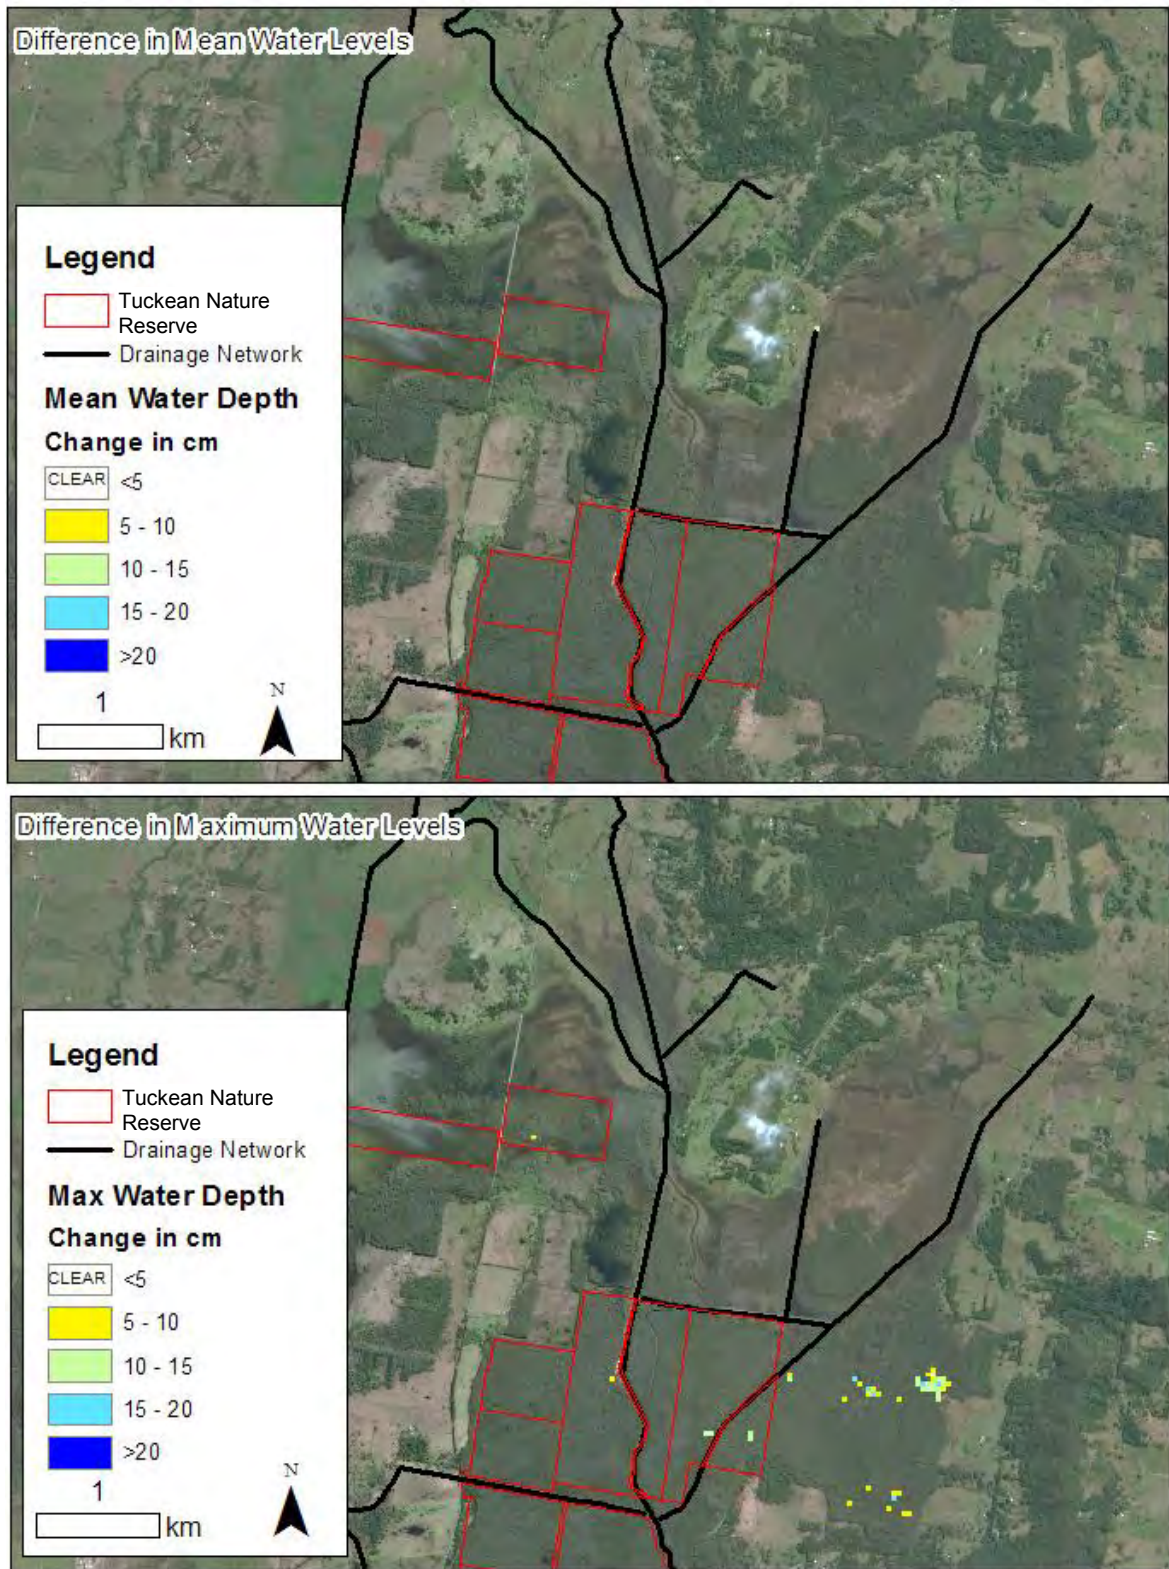 Difference in Mean Water Levels
Legend
Tuckean Nature
Reserve
Drainage Network
Mean Water Depth
Change in cm
CLEAR <5
5 - 10
10 - 15
15 - 20
>20
1
N
km
Difference in Maximum Water Levels
Legend
Tuckean Nature
Reserve
Drainage Network
Max Water Depth
Change in cm
CLEAR <5
5 - 10
10 - 15
15 - 20
>20
1
N
km